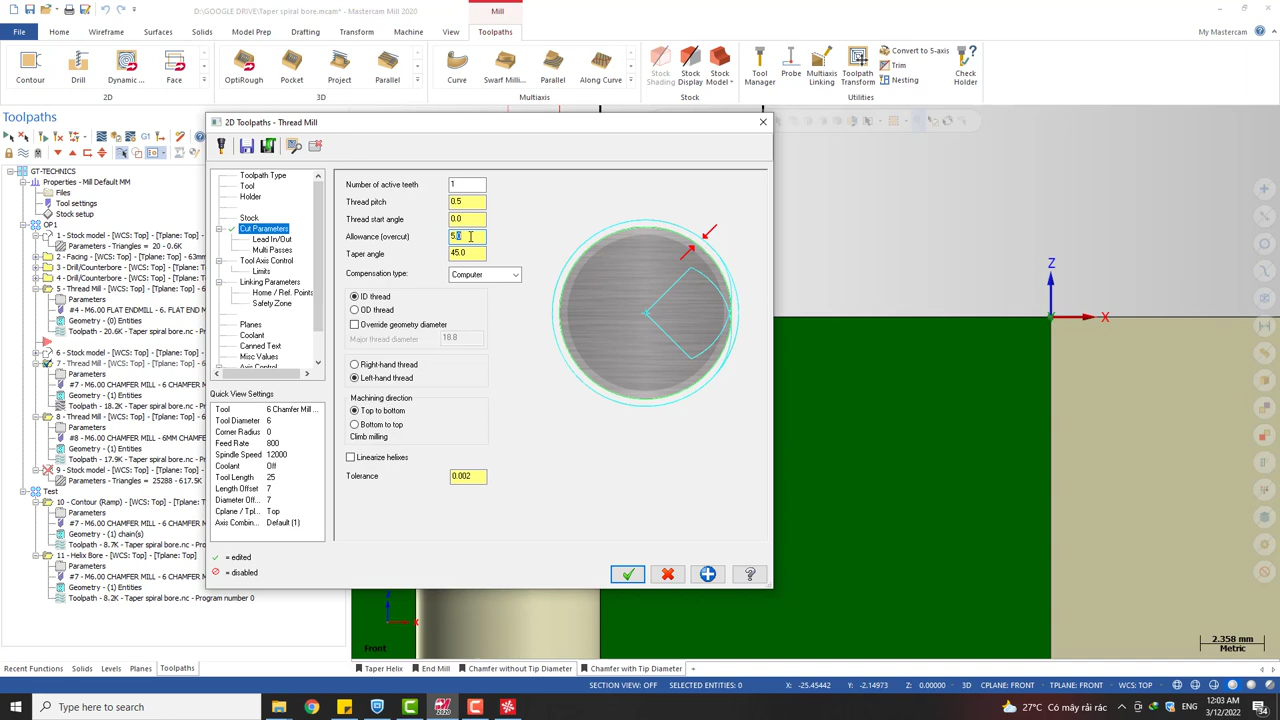 D:\GOOGLE DRIVE\Taper spiral bore.mcam* - Mastercam Mill 2020
Mill
File
Home
Wireframe
Surfaces
Solids
Model Prep
Drafting
Transform
Machine
View
Toolpaths
My Mastercam
Contour
Drill
Dynamic ...
Face
2D
OptiRough
Pocket
Project
Parallel
3D
Curve
Swarf Milli...
Parallel
Along Curve
Multiaxis
Stock Shading
Stock Display
Stock Model
Stock
Tool Manager
Probe
Multiaxis Linking
Toolpath Transform
Convert to 5-axis
Trim
Nesting
Utilities
Check Holder
Toolpaths
G1
GT-TECHNICS
Properties - Mill Default MM
Files
Tool settings
Stock setup
OP1
1 - Stock model - [WCS: Top] - [Tplane: Top]
Parameters - Triangles = 20 - 0.6K
2 - Facing - [WCS: Top] - [Tplane: Top] - 63mm
3 - Drill/Counterbore - [WCS: Top] - [Tplane: T
4 - Drill/Counterbore - [WCS: Top] - [Tplane: T
5 - Thread Mill - [WCS: Top] - [Tplane: Top]
Parameters
#4 - M6.00 FLAT ENDMILL - 6. FLAT END M
Geometry - (0) Entities
Toolpath - 20.6K - Taper spiral bore.nc - Prog
6 - Stock model - [WCS: Top] - [Tplane: Top]
7 - Thread Mill - [WCS: Top] - [Tplane: Top]
Parameters
#7 - M6.00 CHAMFER MILL - 6 CHAMFER M
Geometry - (1) Entities
Toolpath - 18.2K - Taper spiral bore.nc - Prog
8 - Thread Mill - [WCS: Top] - [Tplane: Top]
Parameters
#8 - M6.00 CHAMFER MILL - 6MM CHAMFE
Geometry - (0) Entities
Toolpath - 17.9K - Taper spiral bore.nc - Prog
9 - Stock model - [WCS: Top] - [Tplane: Top]
Parameters - Triangles = 25288 - 617.5K
Test
10 - Contour (Ramp) - [WCS: Top] - [Tplane: To
Parameters
#7 - M6.00 CHAMFER MILL - 6 CHAMFER M
Geometry - (1) chain(s)
Toolpath - 8.7K - Taper spiral bore.nc - Progra
11 - Helix Bore - [WCS: Top] - [Tplane: Top]
Parameters
#7 - M6.00 CHAMFER MILL - 6 CHAMFER M
Geometry - (1) Entities
Toolpath - 8.2K - Taper spiral bore.nc - Program number 0
2D Toolpaths - Thread Mill
Toolpath Type
Tool
Holder
Stock
Cut Parameters
Lead In/Out
Multi Passes
Tool Axis Control
Limits
Linking Parameters
Home / Ref. Points
Safety Zone
Planes
Coolant
Canned Text
Misc Values
Axis Control
Quick View Settings
Tool 6 Chamfer Mill ...
Tool Diameter 6
Corner Radius 0
Feed Rate 800
Spindle Speed 12000
Coolant Off
Tool Length 25
Length Offset 7
Diameter Off... 7
Cplane / Tpl... Top
Axis Combin... Default (1)
= edited
= disabled
Number of active teeth 1
Thread pitch 0.5
Thread start angle 0.0
Allowance (overcut) 5.0
Taper angle 45.0
Compensation type: Computer
ID thread
OD thread
Override geometry diameter
Major thread diameter 18.8
Right-hand thread
Left-hand thread
Machining direction
Top to bottom
Bottom to top
Climb milling
Linearize helixes
Tolerance 0.002
Z
X
X
Front
2.358 mm
Metric
Recent Functions
Solids
Levels
Planes
Toolpaths
Taper Helix
End Mill
Chamfer without Tip Diameter
Chamfer with Tip Diameter
+
SECTION VIEW: OFF
SELECTED ENTITIES: 0
X: -25.45442
Y: -2.14973
Z: 0.00000
3D
CPLANE: FRONT
TPLANE: FRONT
WCS: TOP
Type here to search
2020
27°C Có mây rải rác
ENG
12:03 AM
3/12/2022
34